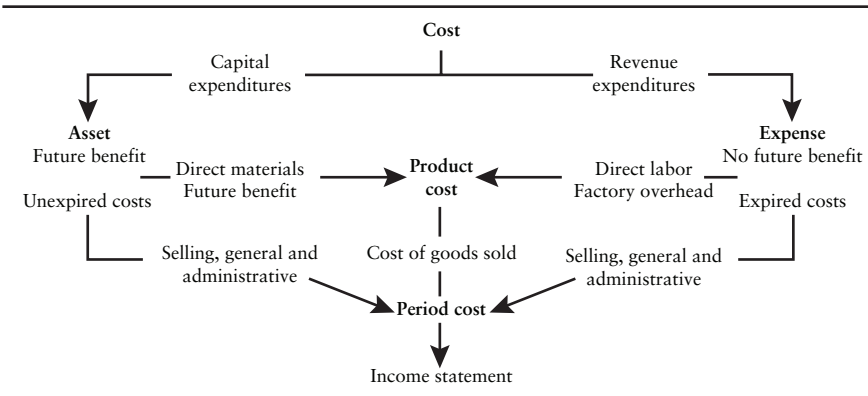 Cost
Capital
expenditures
Revenue
expenditures
Asset
Future benefit
Expense
No future benefit
Direct materials
Future benefit
Product
cost
Direct labor
Factory overhead
Unexpired costs
Expired costs
Selling, general and
administrative
Cost of goods sold
Selling, general and
administrative
Period cost
Income statement